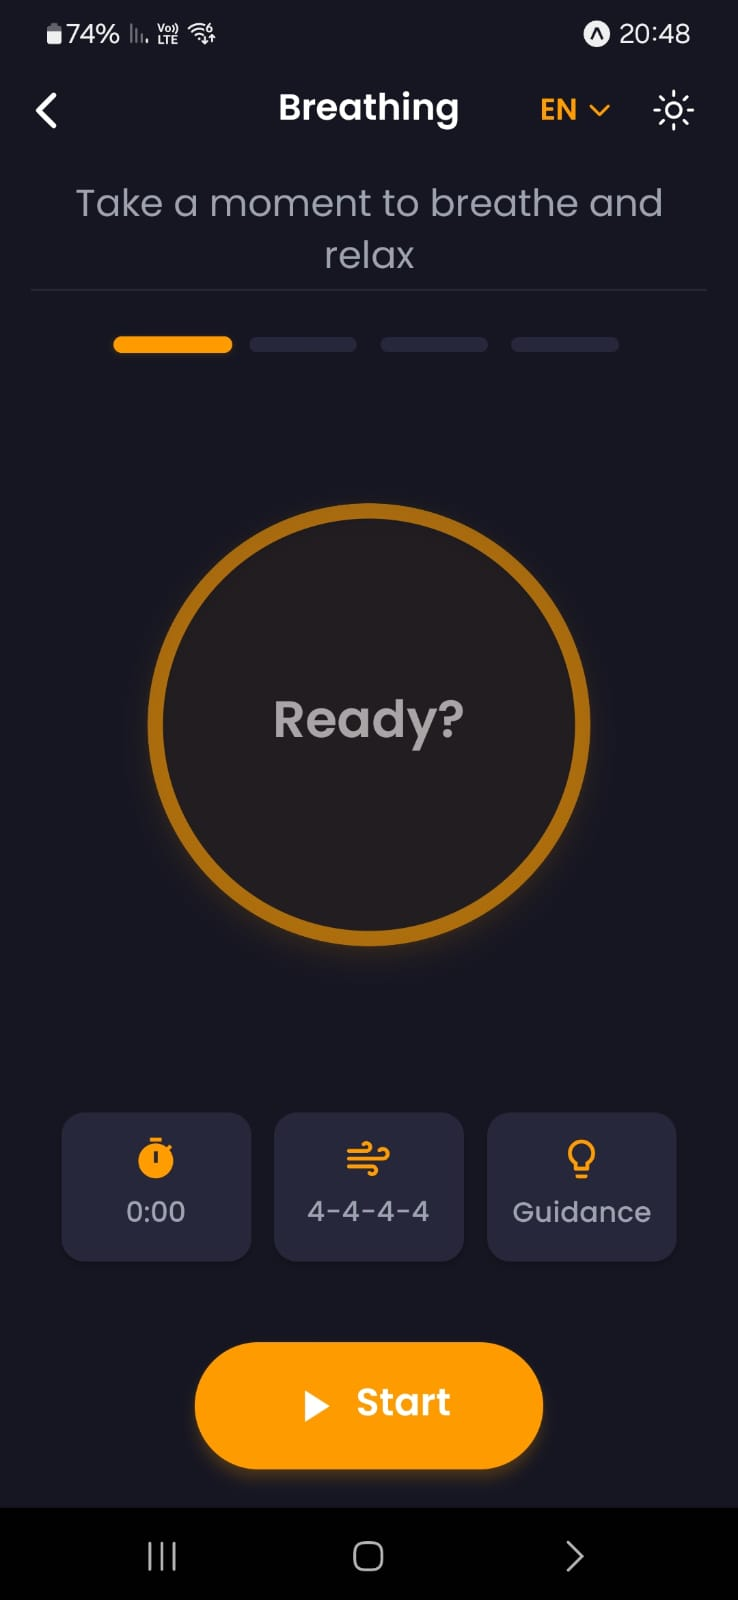 74% Vo)) LTE 6 20:48
Breathing EN
Take a moment to breathe and
relax
Ready?
0:00 4-4-4-4 Guidance
Start